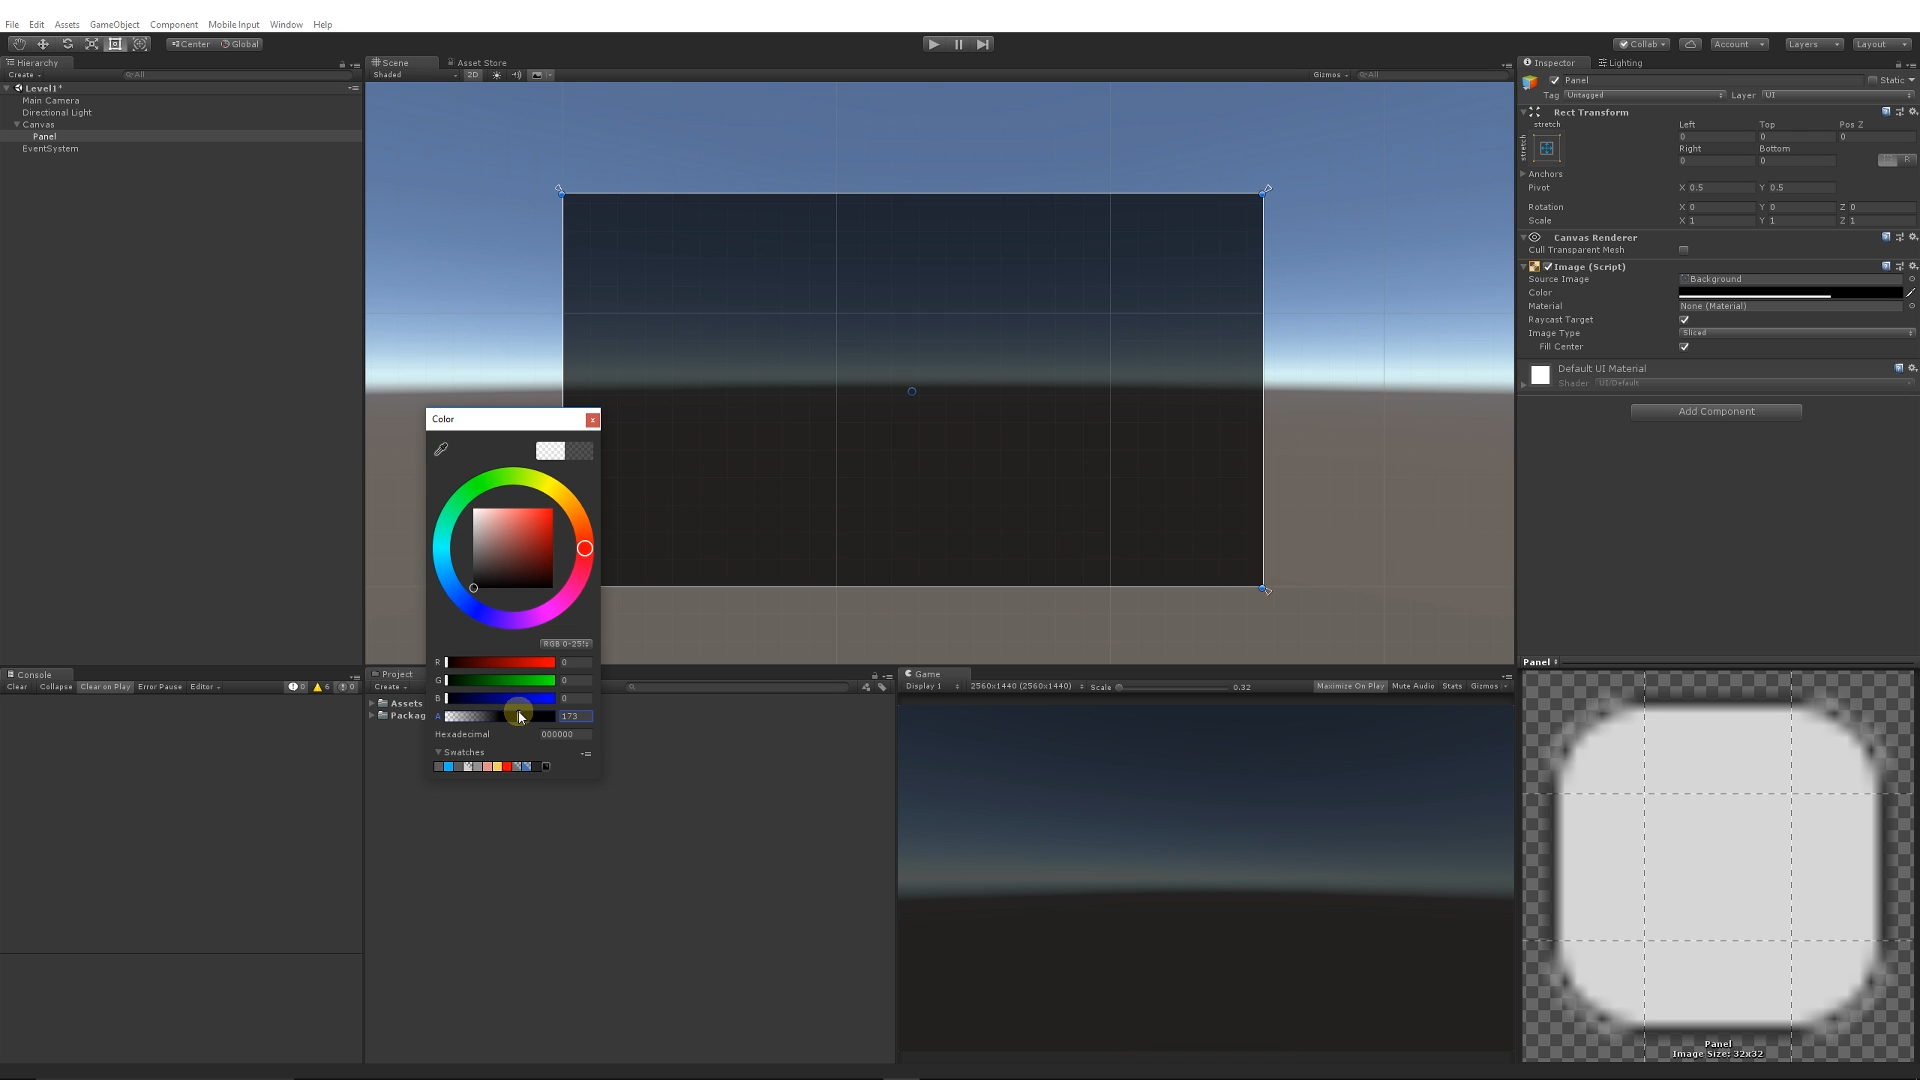 File Edit Assets GameObject Component Mobile Input Window Help
Center Global
Collab Account Layers Layout
Hierarchy
Create All
Level1*
Main Camera
Directional Light
Canvas
Panel
EventSystem
Scene Asset Store
Shaded 2D Gizmos All
Inspector Lighting
Panel Static
Tag Untagged Layer UI
Rect Transform
stretch Left Top Pos Z
stretch
0 0 0
Right Bottom
0 0 R
Anchors
Pivot X 0.5 Y 0.5
Rotation X 0 Y 0 Z 0
Scale X 1 Y 1 Z 1
Canvas Renderer
Cull Transparent Mesh
Image (Script)
Source Image Background
Color
Material None (Material)
Raycast Target
Image Type Sliced
Fill Center
Default UI Material
Shader UI/Default
Add Component
Color
x
RGB 0-255
R 0
G 0
B 0
A 173
Hexadecimal 000000
Swatches
Console
Clear Collapse Clear on Play Error Pause Editor 0 6 0
Project
Create
Assets
Packag
Game
Display 1 2560x1440 (2560x1440) Scale 0.32 Maximize On Play Mute Audio Stats Gizmos
Panel
Panel
Image Size: 32x32